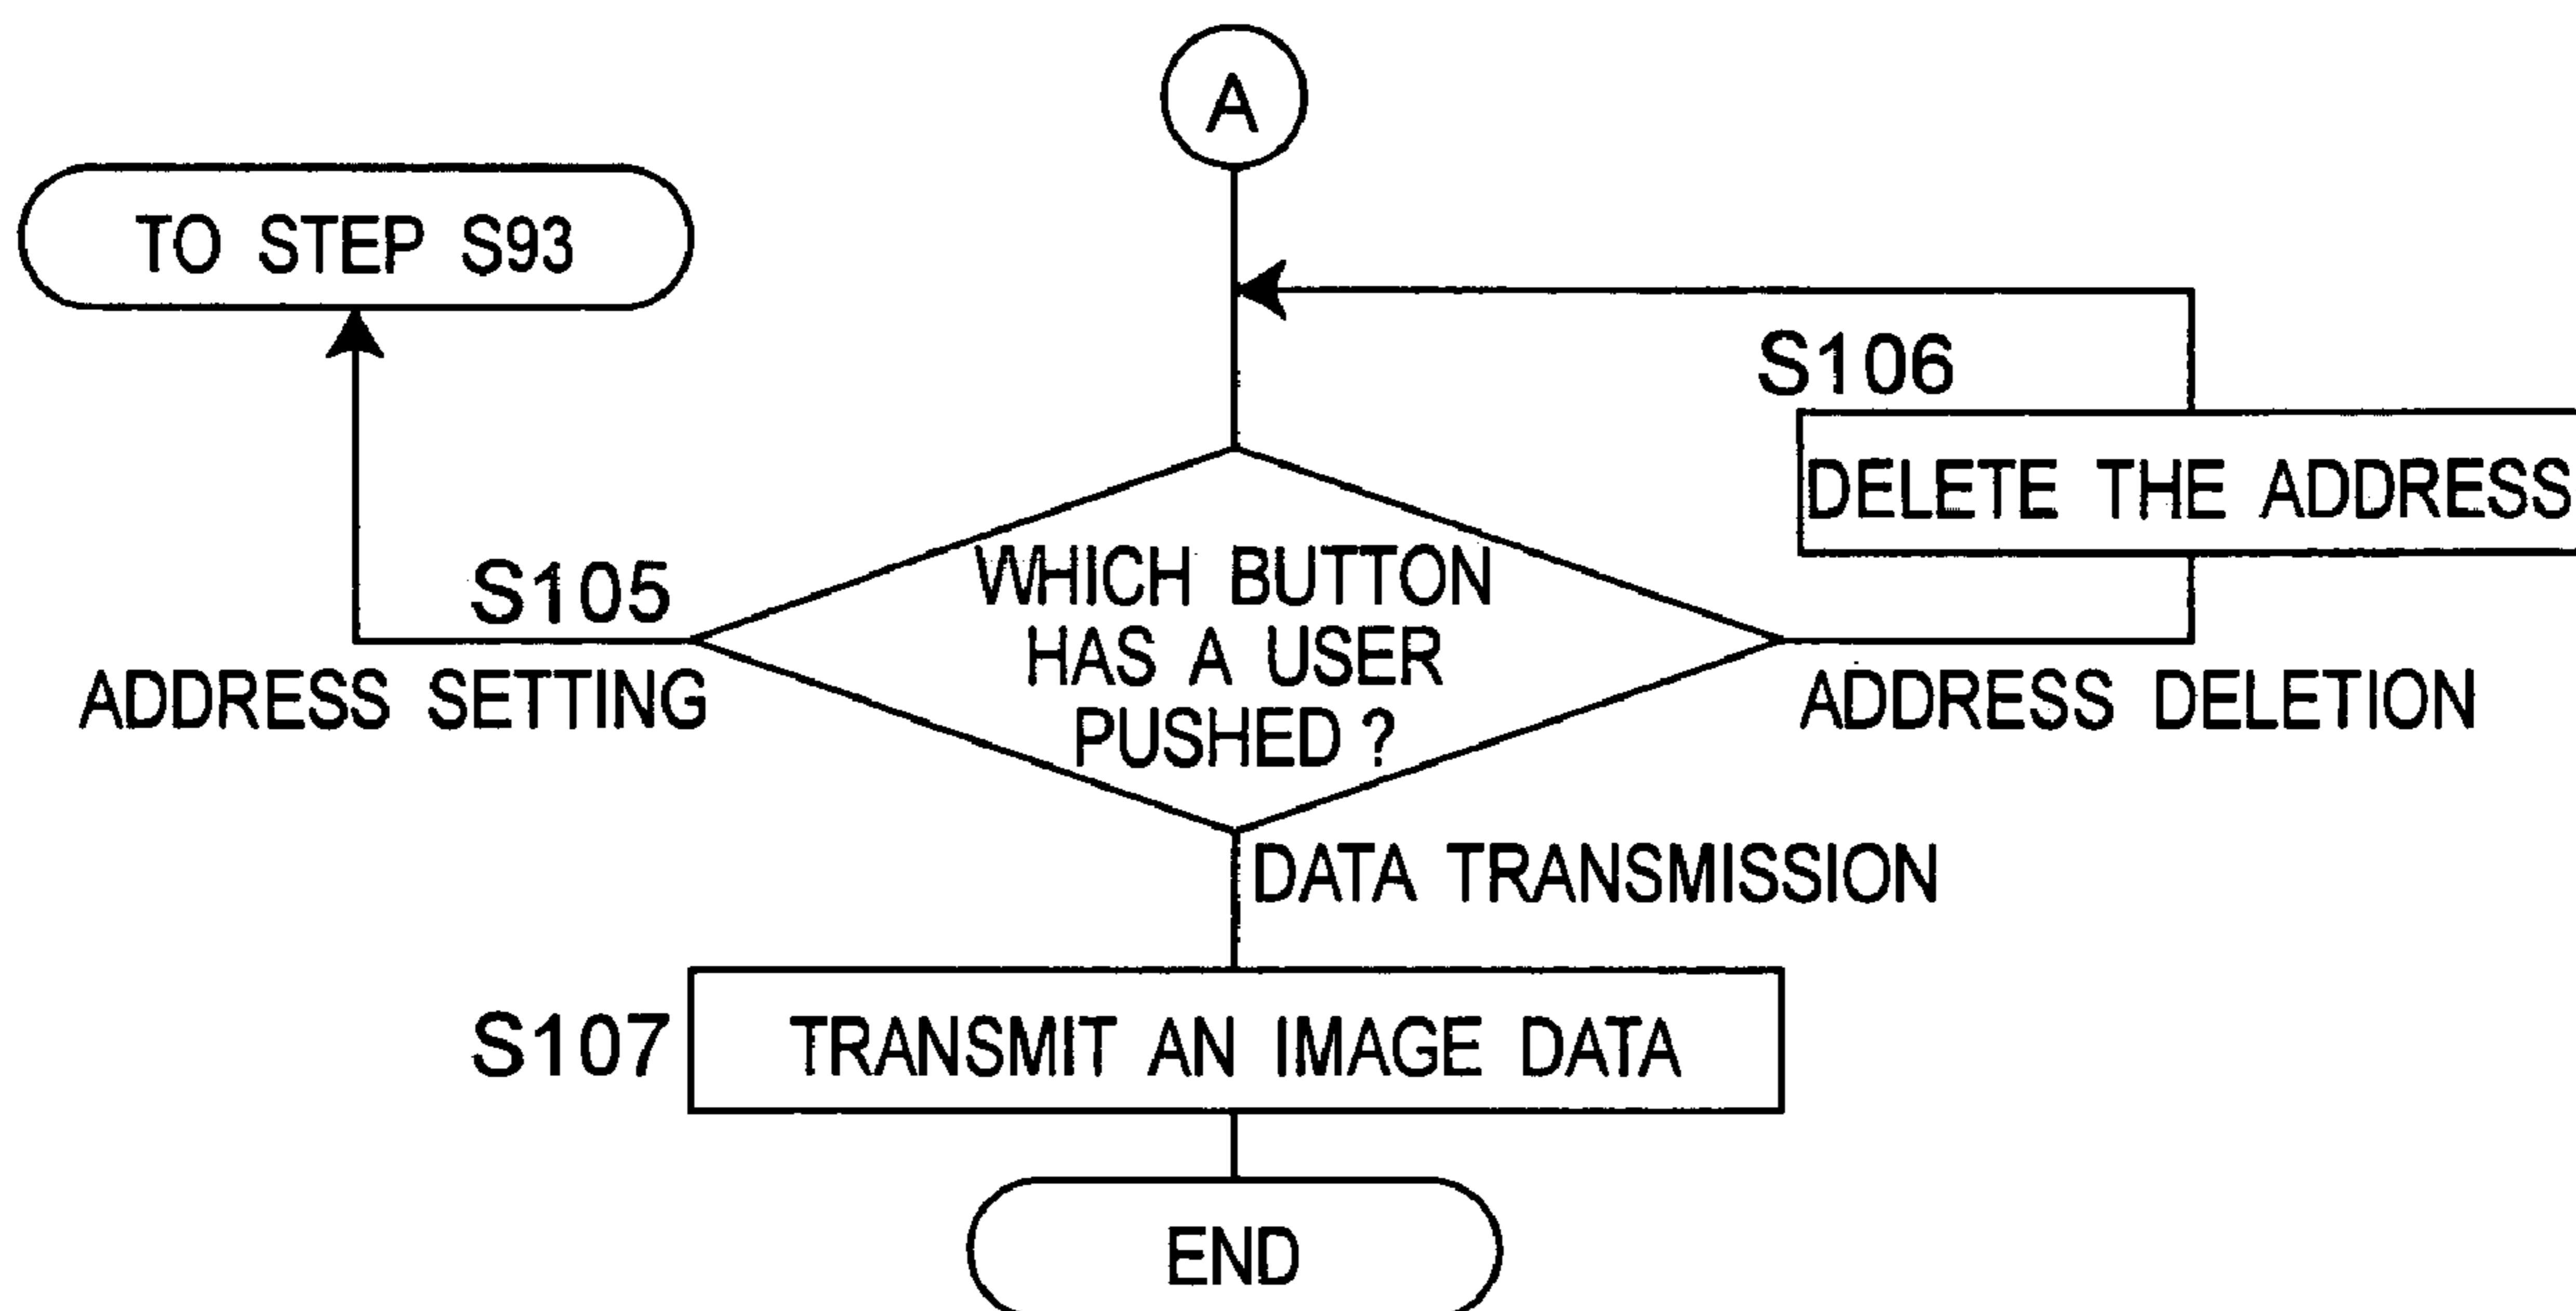 A
TO STEP S93
S106
DELETE THE ADDRESS
S105
WHICH BUTTON
HAS A USER
PUSHED ?
ADDRESS SETTING
ADDRESS DELETION
DATA TRANSMISSION
S107
TRANSMIT AN IMAGE DATA
END